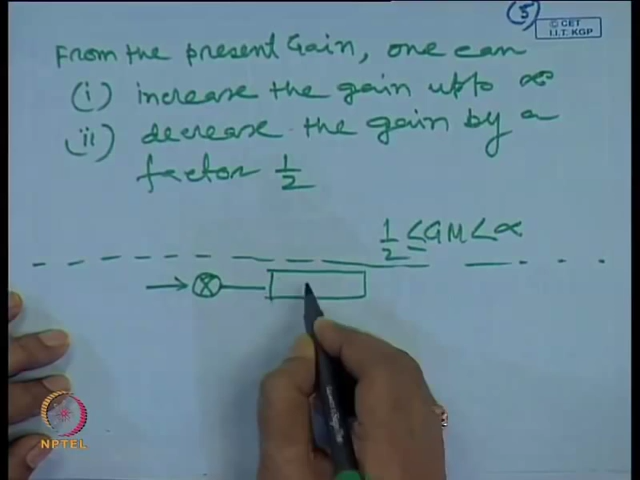 5
© CET
I.I.T. KGP
From the present Gain, one can
(i) increase the gain upto ∞
(ii) decrease the gain by a
factor 1/2
1/2 ≤ GM < ∝
NPTEL